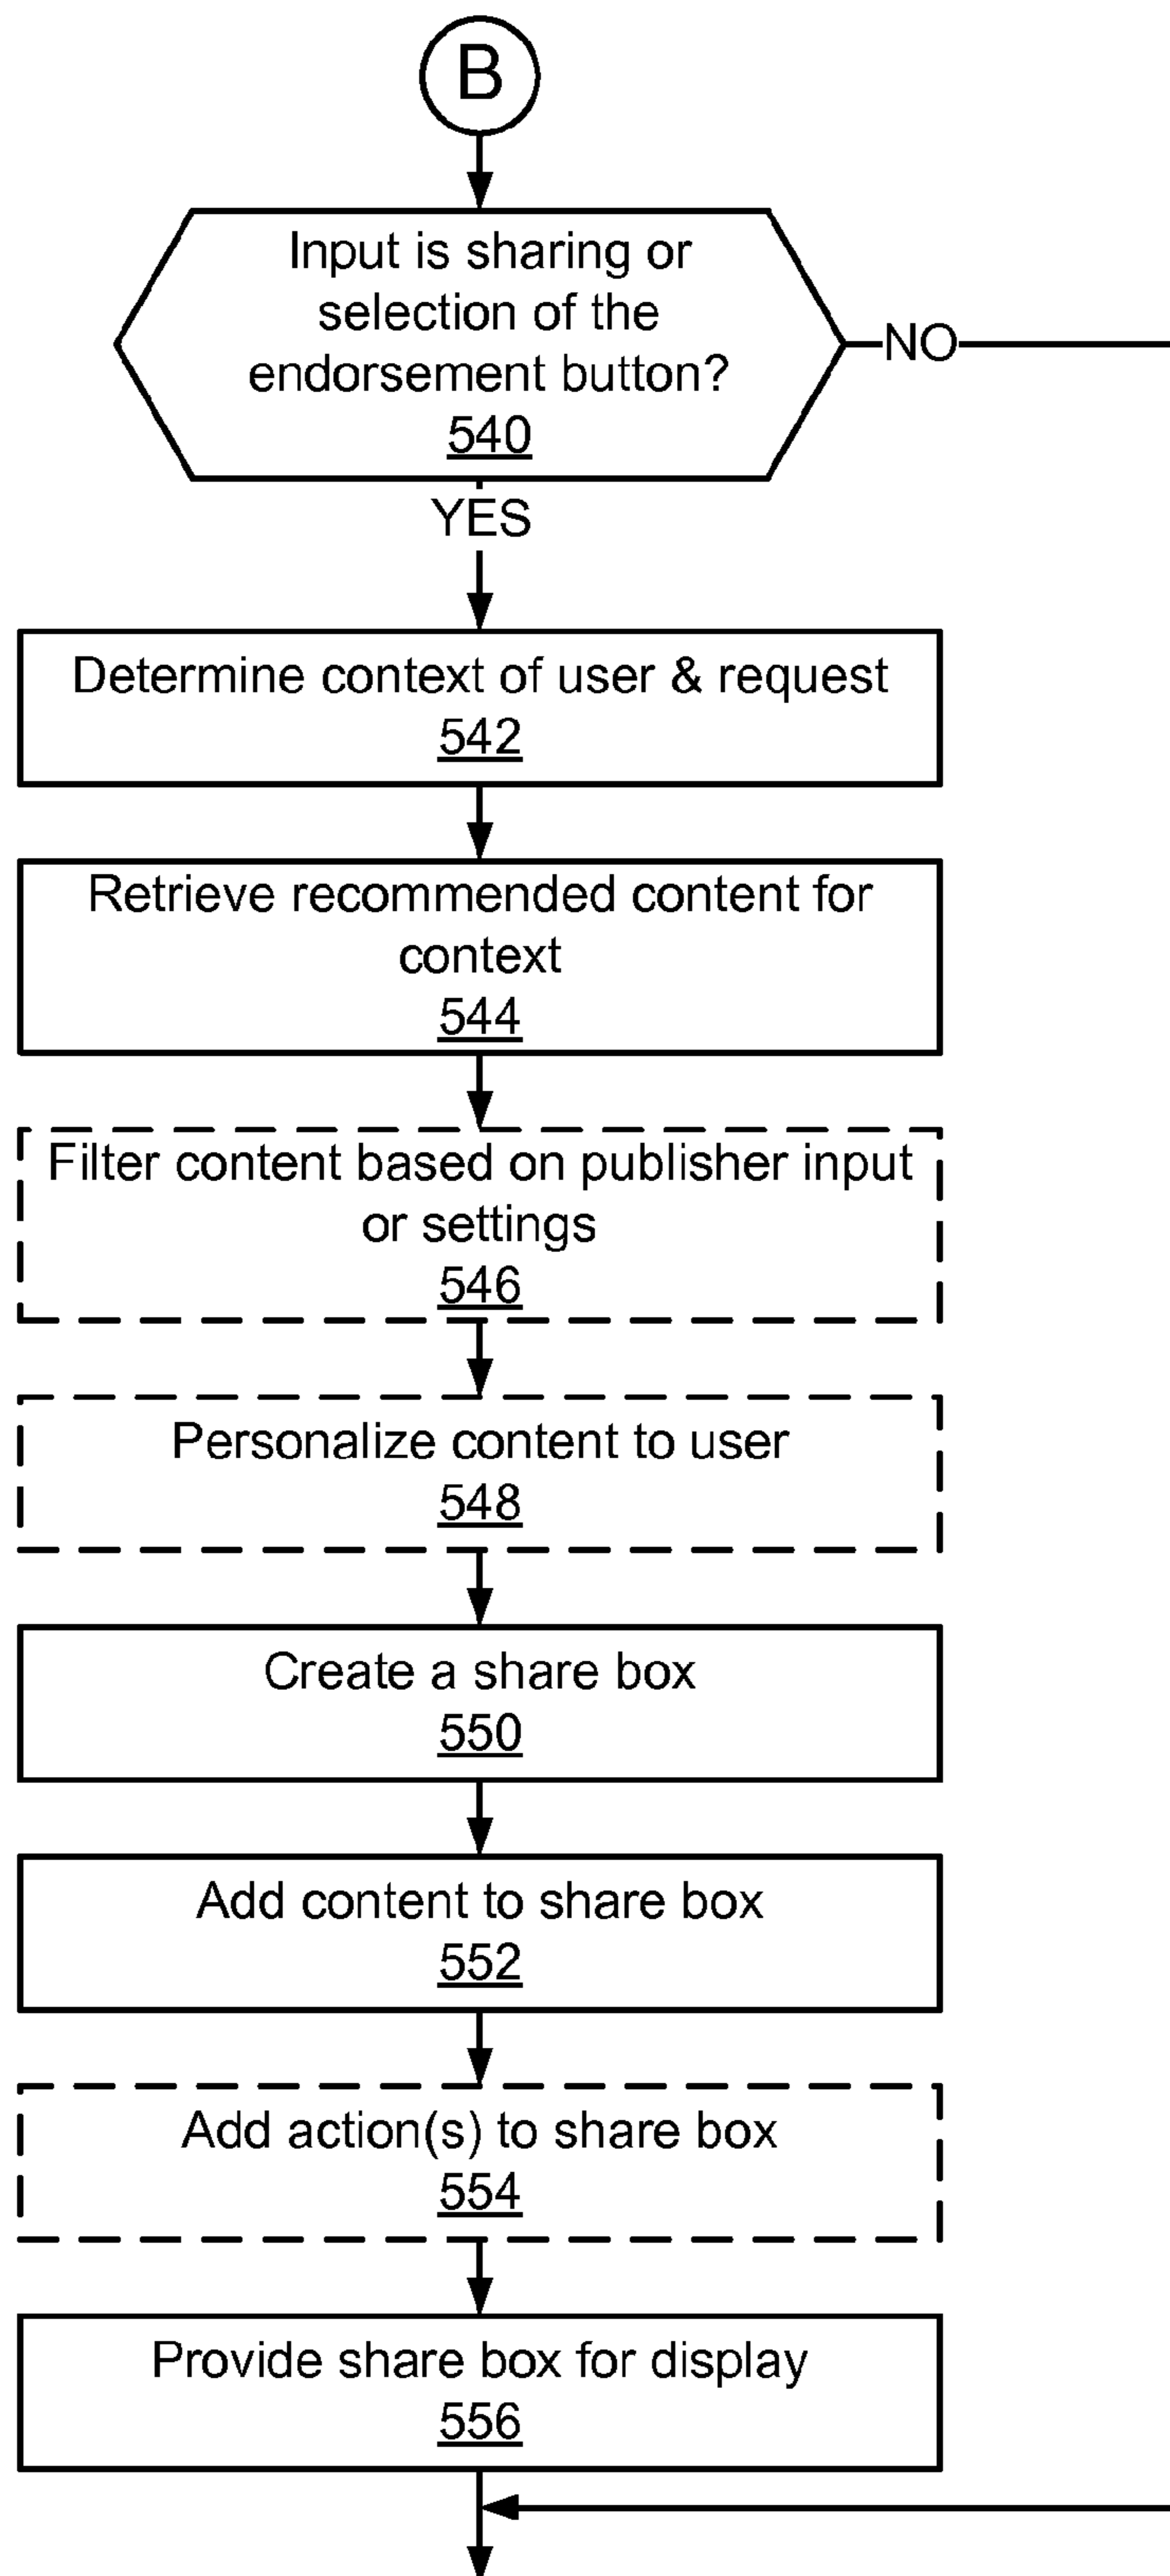 B
Input is sharing or
selection of the
endorsement button?
540
NO
YES
Determine context of user & request
542
Retrieve recommended content for
context
544
Filter content based on publisher input
or settings
546
Personalize content to user
548
Create a share box
550
Add content to share box
552
Add action(s) to share box
554
Provide share box for display
556